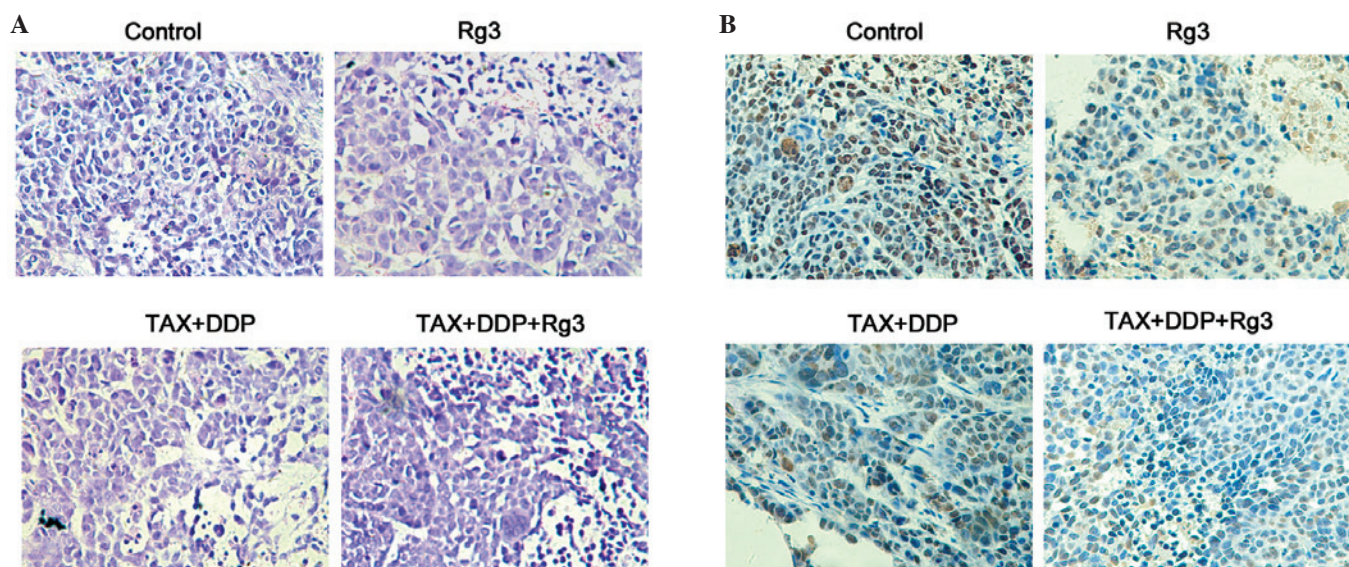 A
Control
Rg3
TAX+DDP
TAX+DDP+Rg3
B
Control
Rg3
TAX+DDP
TAX+DDP+Rg3